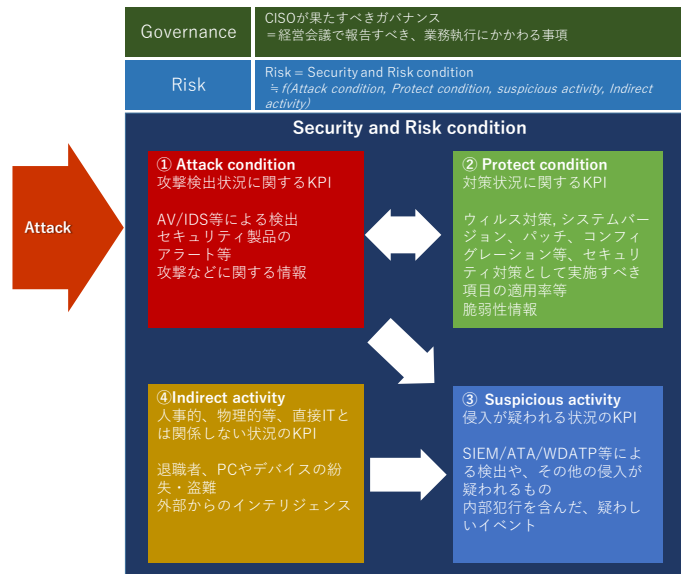 Governance
CISOが果たすべきガバナンス
＝経営会議で報告すべき、業務執行にかかわる事項
Risk
Risk = Security and Risk condition
≒ f(Attack condition, Protect condition, suspicious activity, Indirect
activity)
Security and Risk condition
Attack
① Attack condition
攻撃検出状況に関するKPI
AV/IDS等による検出
セキュリティ製品の
アラート等
攻撃などに関する情報
② Protect condition
対策状況に関するKPI
ウィルス対策, システムバー
ジョン、パッチ、コンフィ
グレーション等、セキュリ
ティ対策として実施すべき
項目の適用率等
脆弱性情報
④Indirect activity
人事的、物理的等、直接ITと
は関係しない状況のKPI
退職者、PCやデバイスの紛
失・盗難
外部からのインテリジェンス
③ Suspicious activity
侵入が疑われる状況のKPI
SIEM/ATA/WDATP等によ
る検出や、その他の侵入が
疑われるもの
内部犯行を含んだ、疑わし
いイベント